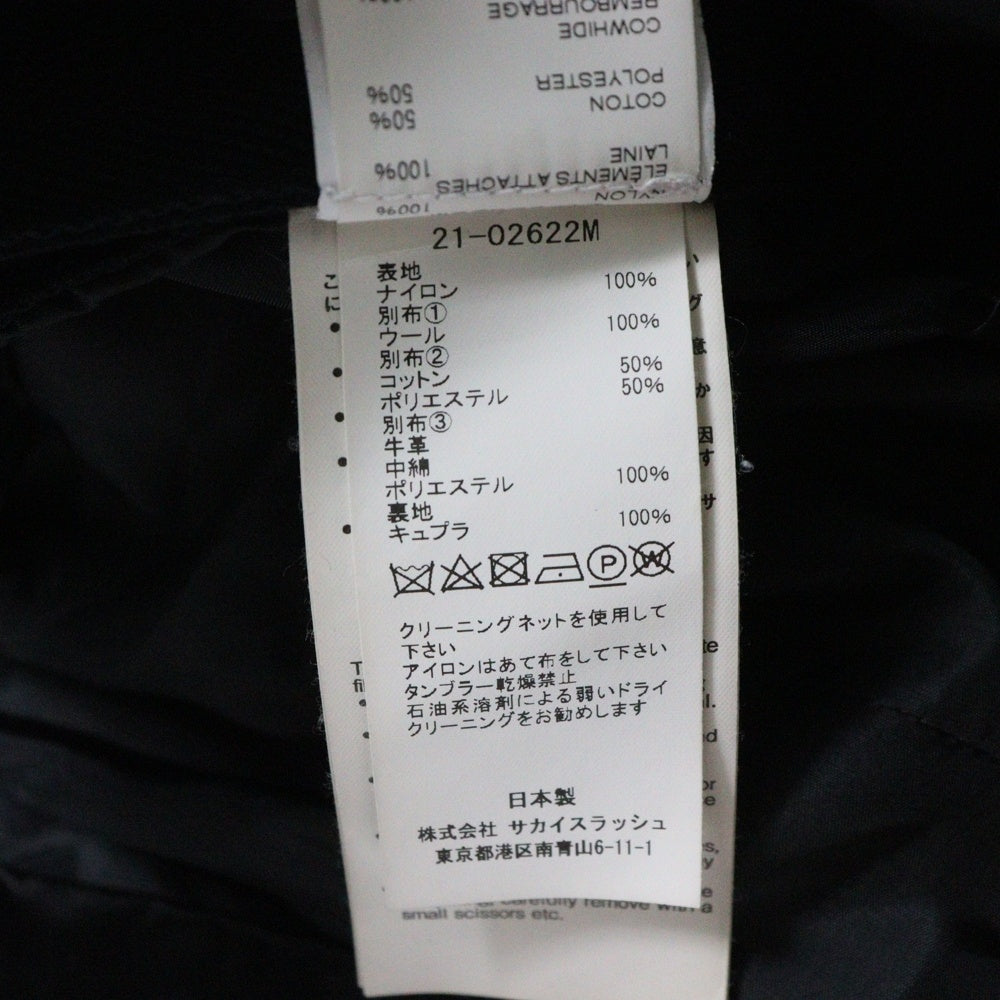 REMBOURRAGE
COWHIDE
POLYESTER 50%
COTON 50%
LAINE 100%
ÉLÉMENTS ATTACHÉS
NYLON 100%
21-02622M
表地
ナイロン 100%
別布①
ウール 100%
別布②
コットン 50%
ポリエステル 50%
別布③
牛革
中綿
ポリエステル 100%
裏地
キュプラ 100%
P W
クリーニングネットを使用して
下さい
アイロンはあて布をして下さい
タンブラー乾燥禁止
石油系溶剤による弱いドライ
クリーニングをお勧めします
日本製
株式会社 サカイスラッシュ
東京都港区南青山6-11-1
carefully remove with a
small scissors etc.